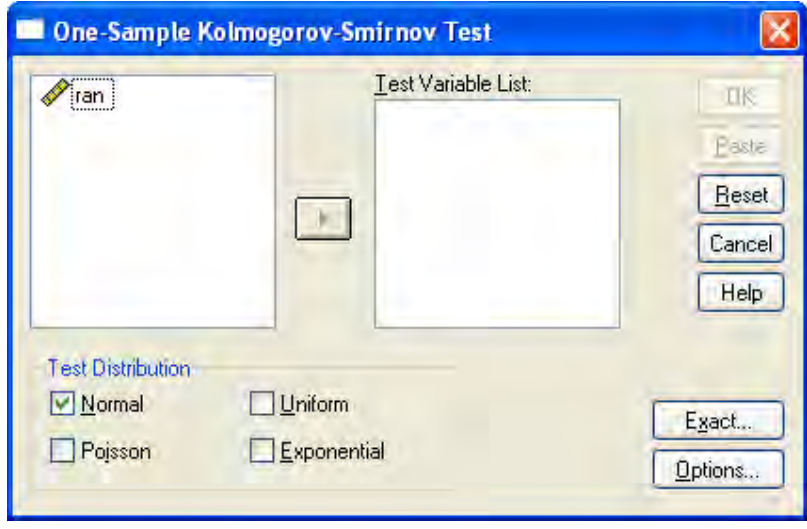 One-Sample Kolmogorov-Smirnov Test
ran
Test Variable List:
OK
Paste
Reset
Cancel
Help
Test Distribution
Normal
Uniform
Poisson
Exponential
Exact...
Options...